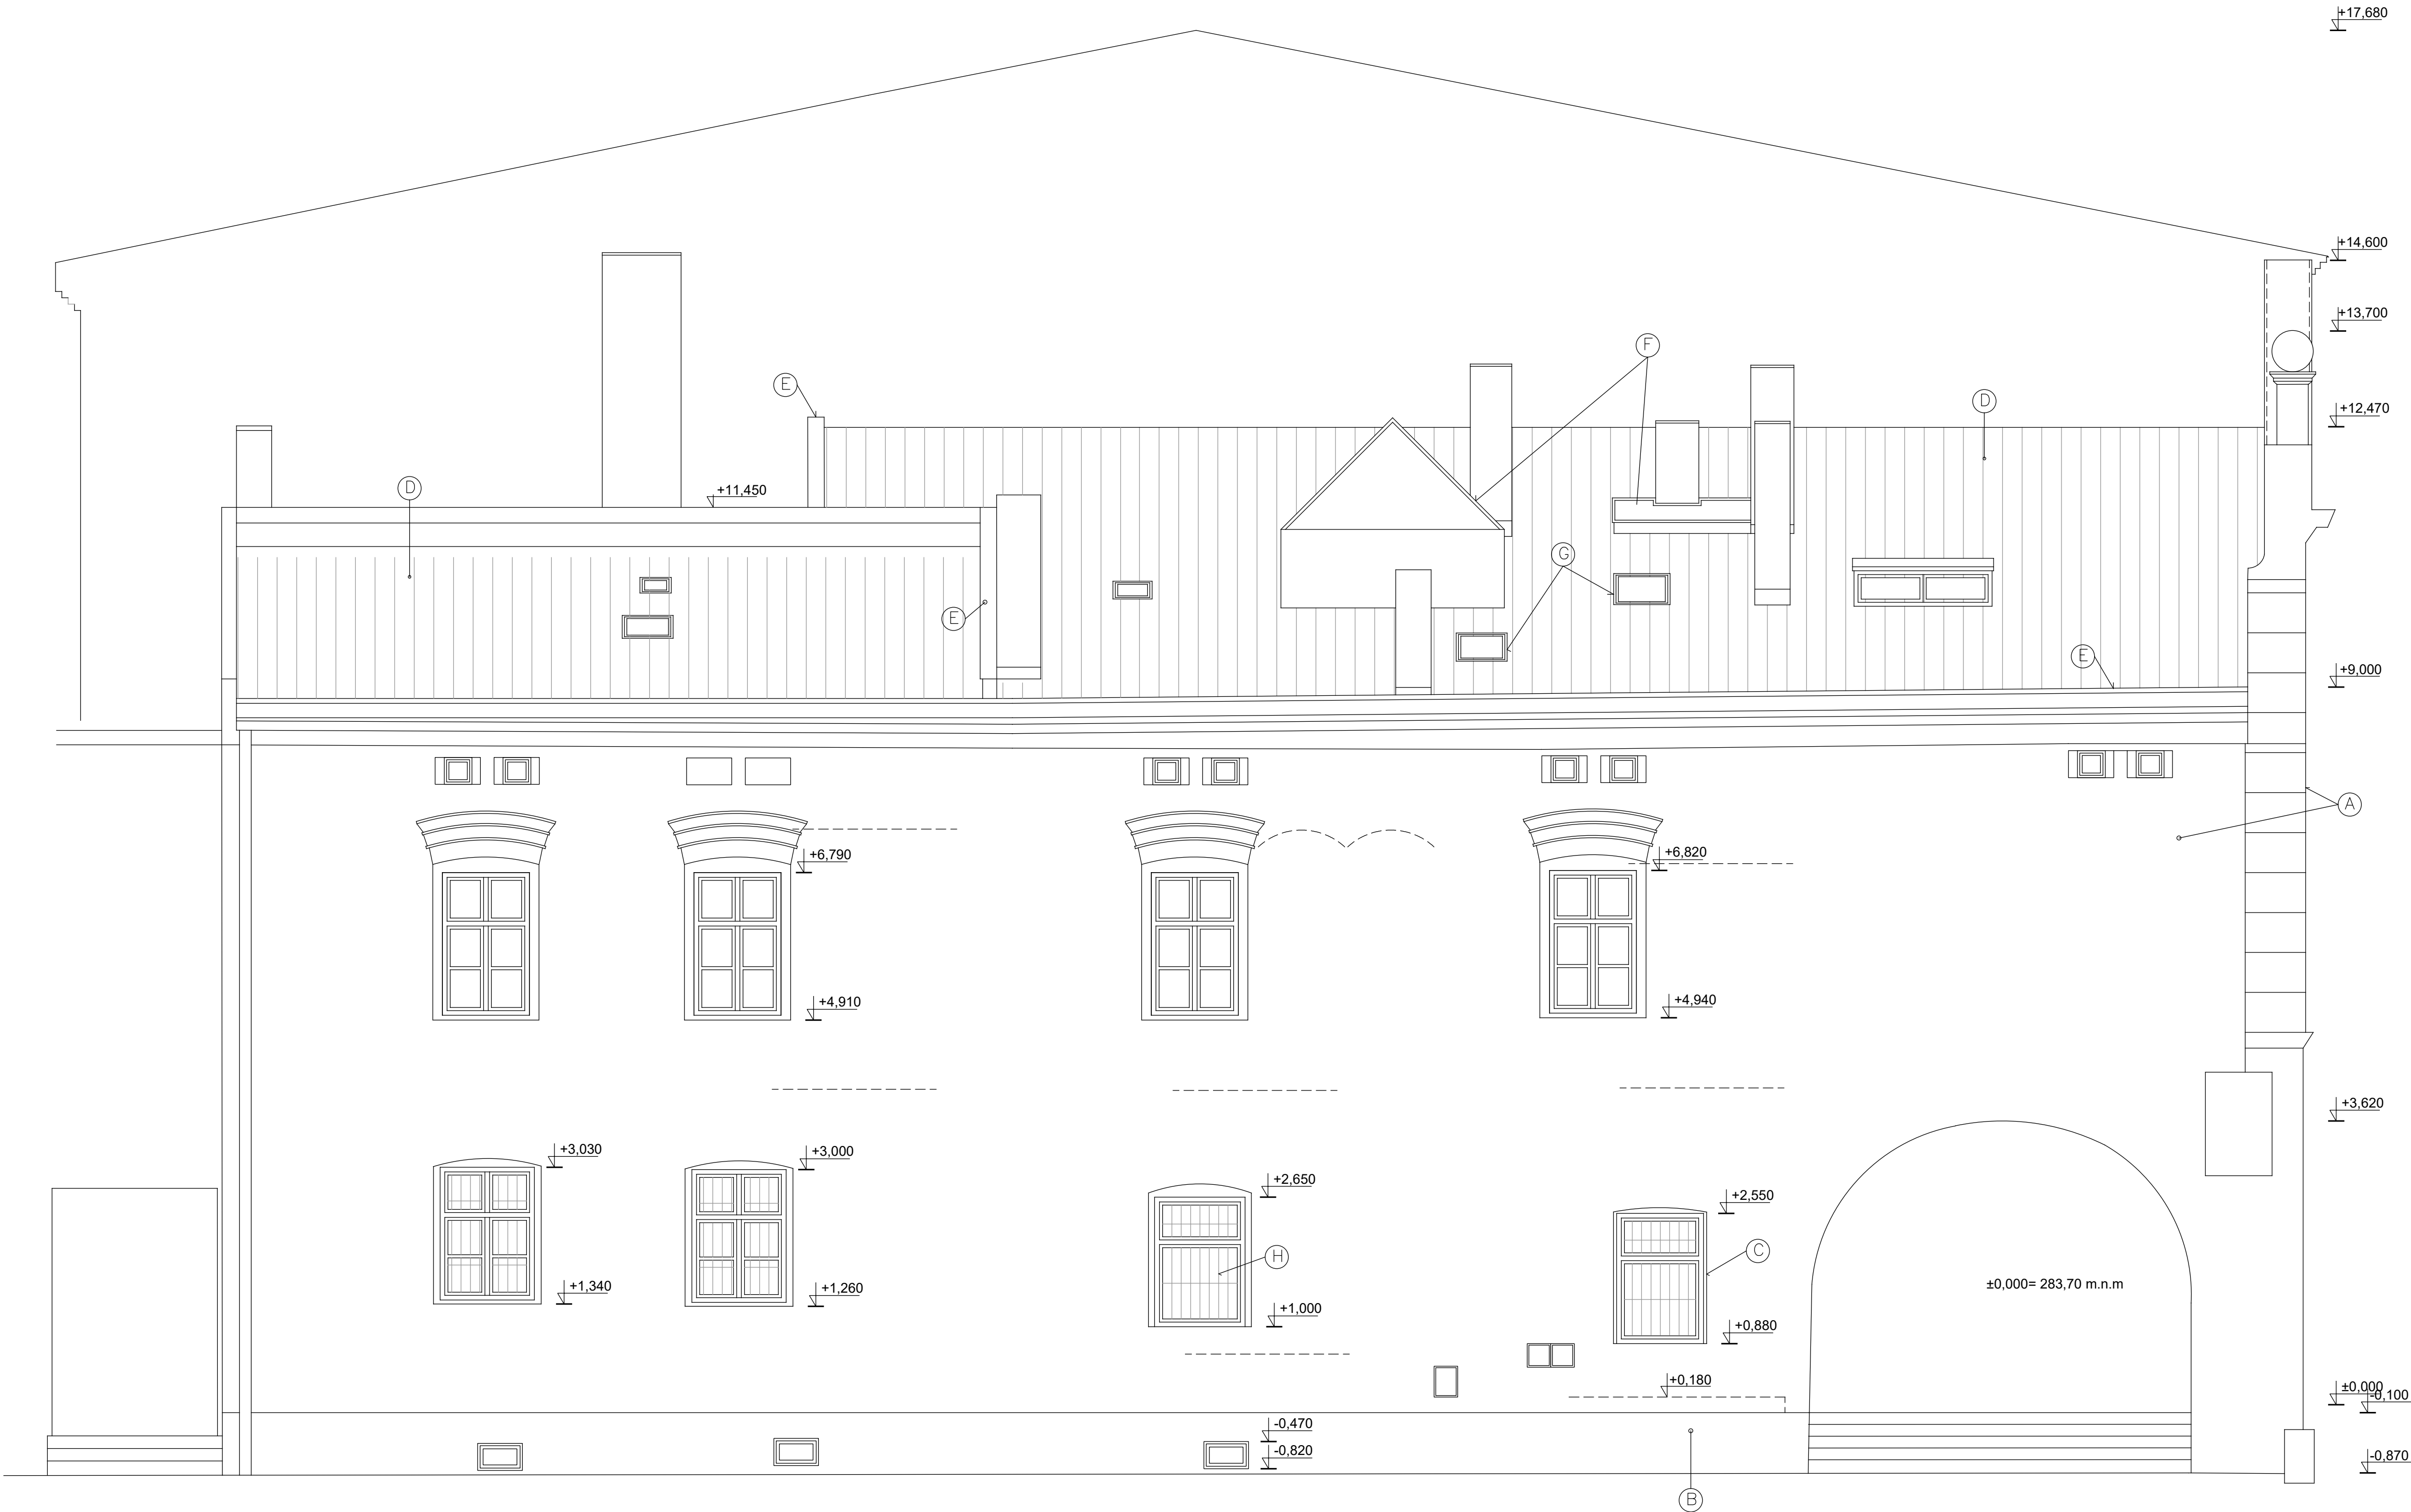 +17,680
+14,600
+13,700
F
E
D
+12,470
D
+11,450
G
E
E
+9,000
A
+6,790
+6,820
+4,910
+4,940
+3,620
+3,030
+3,000
+2,650
+2,550
H
C
+1,340
+1,260
±0,000= 283,70 m.n.m
+1,000
+0,880
+0,180
±0,000
-0,100
-0,470
-0,820
-0,870
B